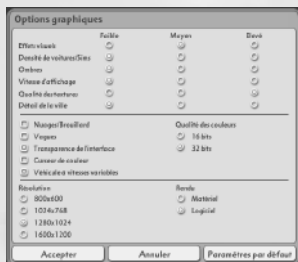 Options graphiques
Faible Moyen Élevé
Effets visuels
Densité de voitures/Sims
Ombres
Vitesse d'affichage
Qualité des textures
Détail de la ville
Nuages/Brouillard Qualité des couleurs
Vagues 16 bits
Transparence de l'interface 32 bits
Curseur de couleur
Véhicule à vitesses variables
Résolution Rendu
800x600 Matériel
1024x768 Logiciel
1280x1024
1600x1200
Accepter Annuler Paramètres par défaut